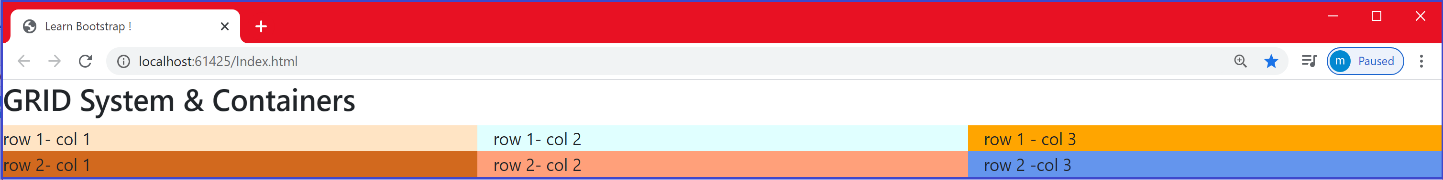 Learn Bootstrap !
localhost:61425/Index.html
m Paused
GRID System & Containers
row 1- col 1 row 1- col 2 row 1 - col 3
row 2- col 1 row 2- col 2 row 2 -col 3